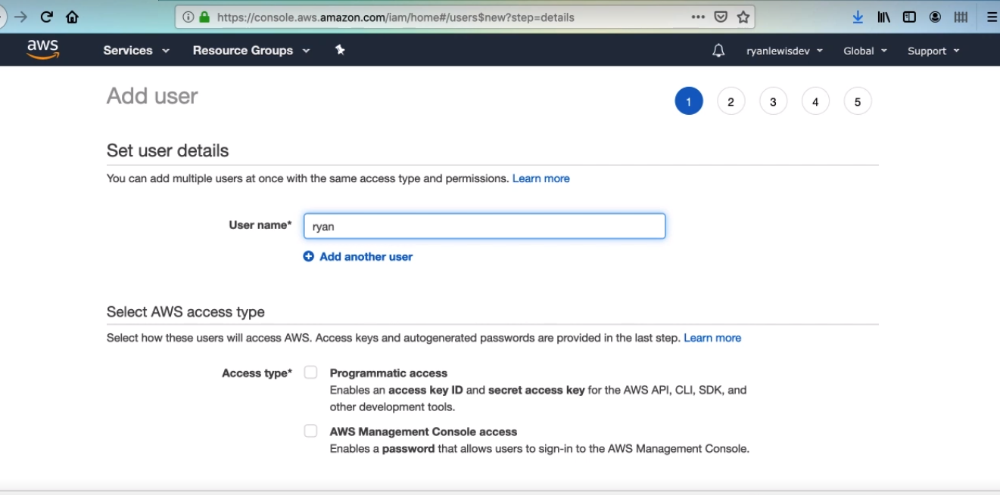 https://console.aws.amazon.com/iam/home#/users$new?step=details
aws Services Resource Groups ryanlewisdev Global Support
Add user 1 2 3 4 5
Set user details
You can add multiple users at once with the same access type and permissions. Learn more
User name* ryan
Add another user
Select AWS access type
Select how these users will access AWS. Access keys and autogenerated passwords are provided in the last step. Learn more
Access type* Programmatic access
Enables an access key ID and secret access key for the AWS API, CLI, SDK, and
other development tools.
AWS Management Console access
Enables a password that allows users to sign-in to the AWS Management Console.